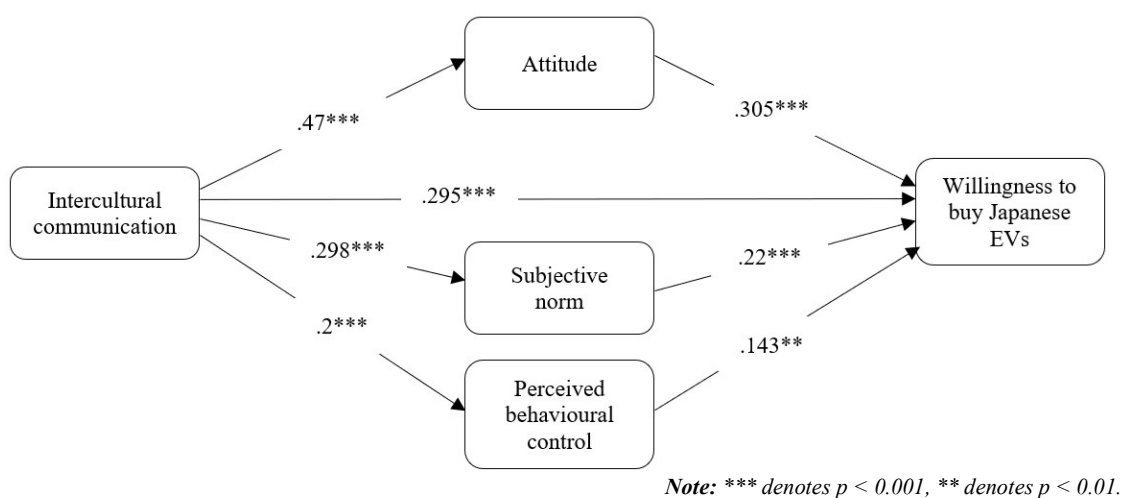 Attitude
.47***
.305***
Intercultural
communication
.295***
Willingness to
buy Japanese
EVs
.298***
Subjective
norm
.22***
.2***
.143**
Perceived
behavioural
control
Note: *** denotes p < 0.001, ** denotes p < 0.01.